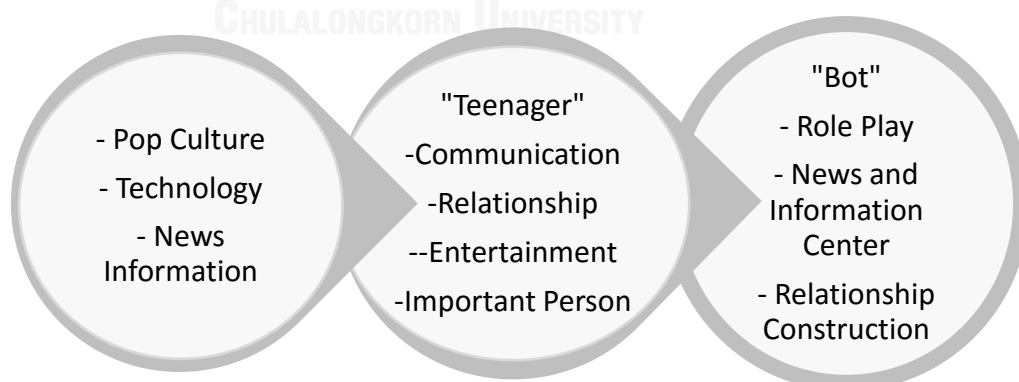 CHULALONGKORN UNIVERSITY
- Pop Culture
- Technology
- News
Information
"Teenager"
-Communication
-Relationship
--Entertainment
-Important Person
"Bot"
- Role Play
- News and
Information
Center
- Relationship
Construction